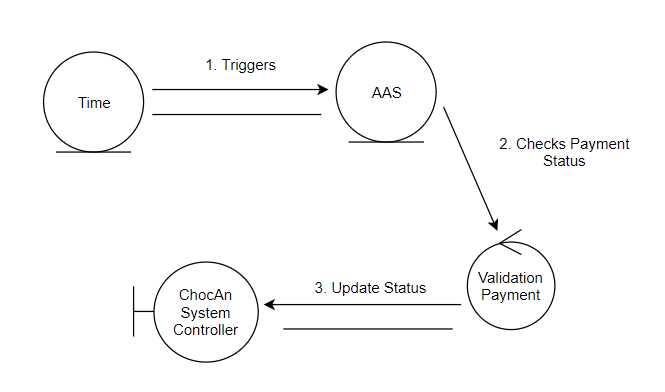 1. Triggers
Time
AAS
2. Checks Payment
Status
Validation
Payment
3. Update Status
ChocAn
System
Controller